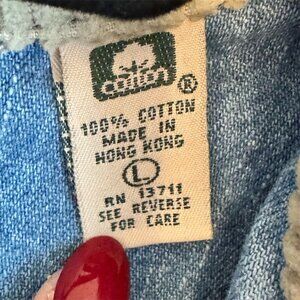 cotton
®
100% COTTON
MADE IN
HONG KONG
L
RN 13711
SEE REVERSE
FOR CARE